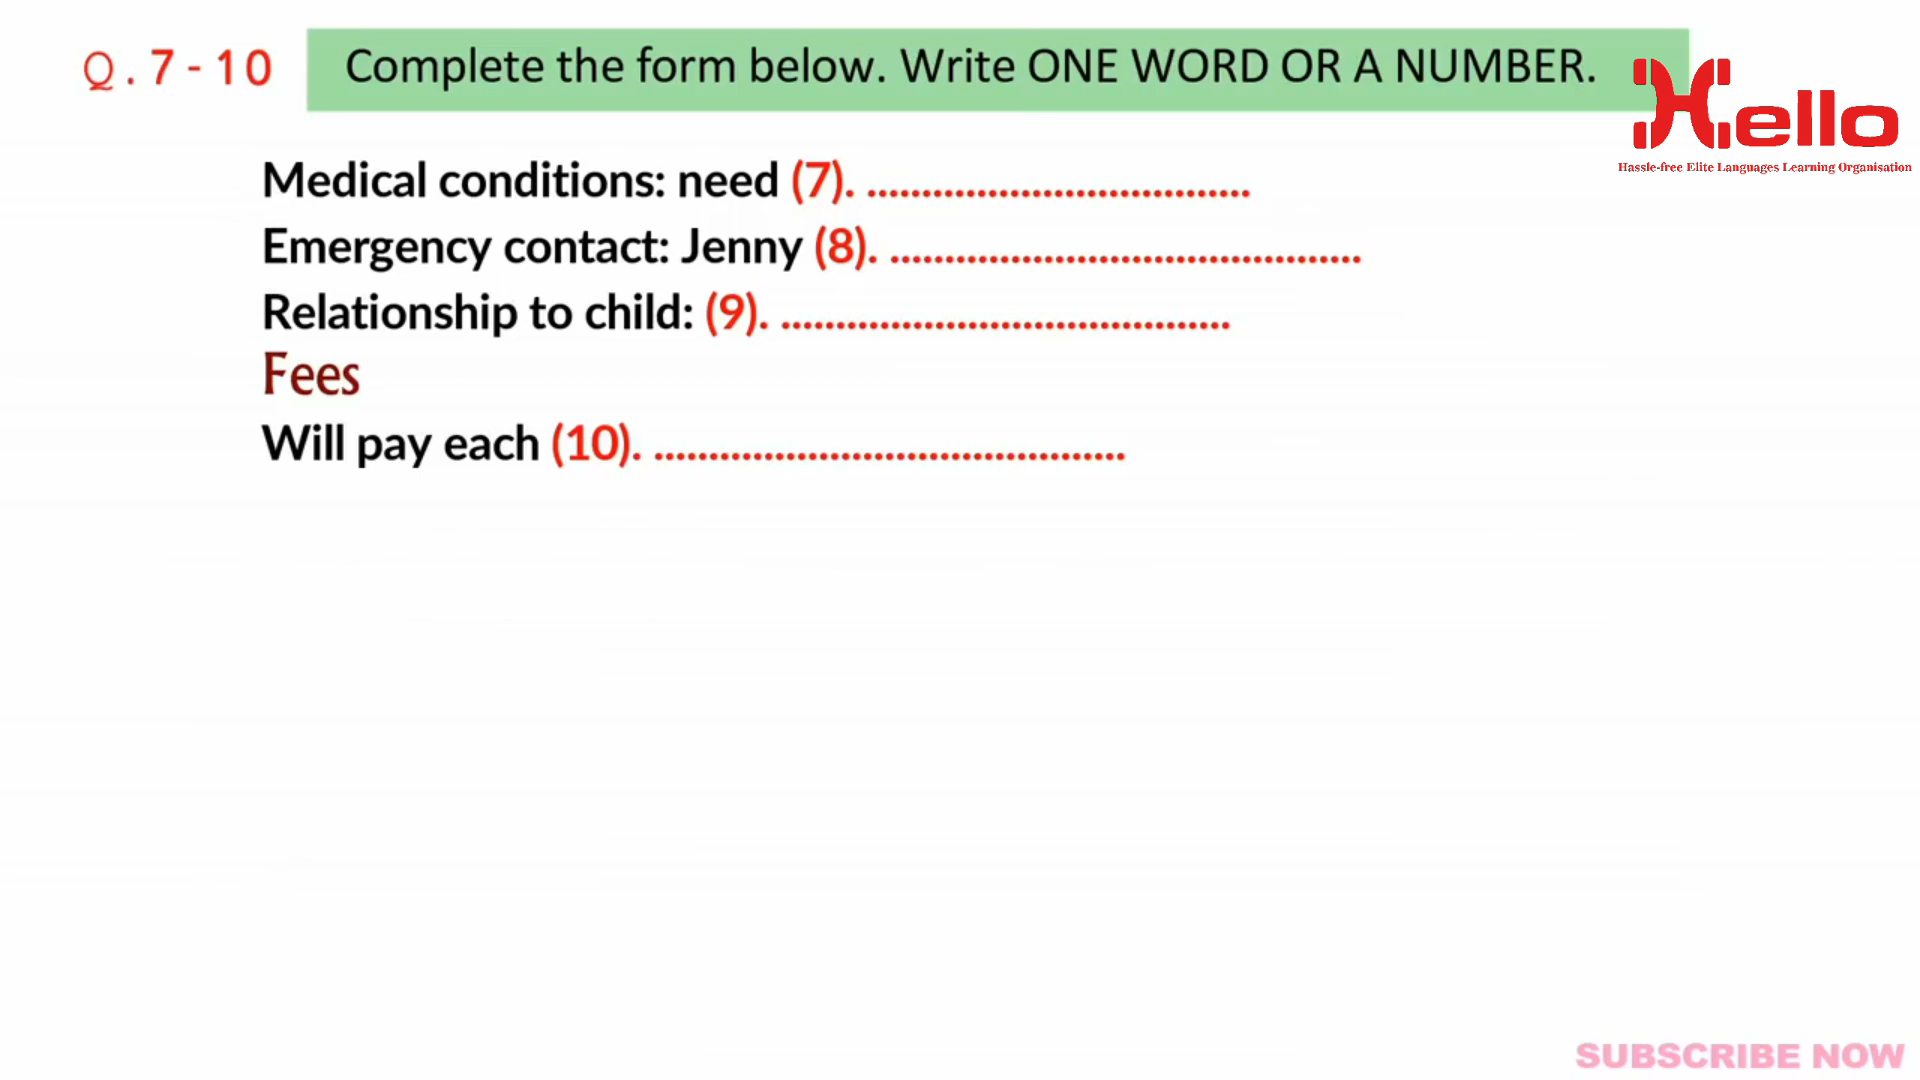 Q.7-10
Complete the form below. Write ONE WORD OR A NUMBER.
Hello
Hassle-free Elite Languages Learning Organisation
Medical conditions: need (7). ...................................
Emergency contact: Jenny (8). ...........................................
Relationship to child: (9). .........................................
Fees
Will pay each (10). ...........................................
SUBSCRIBE NOW